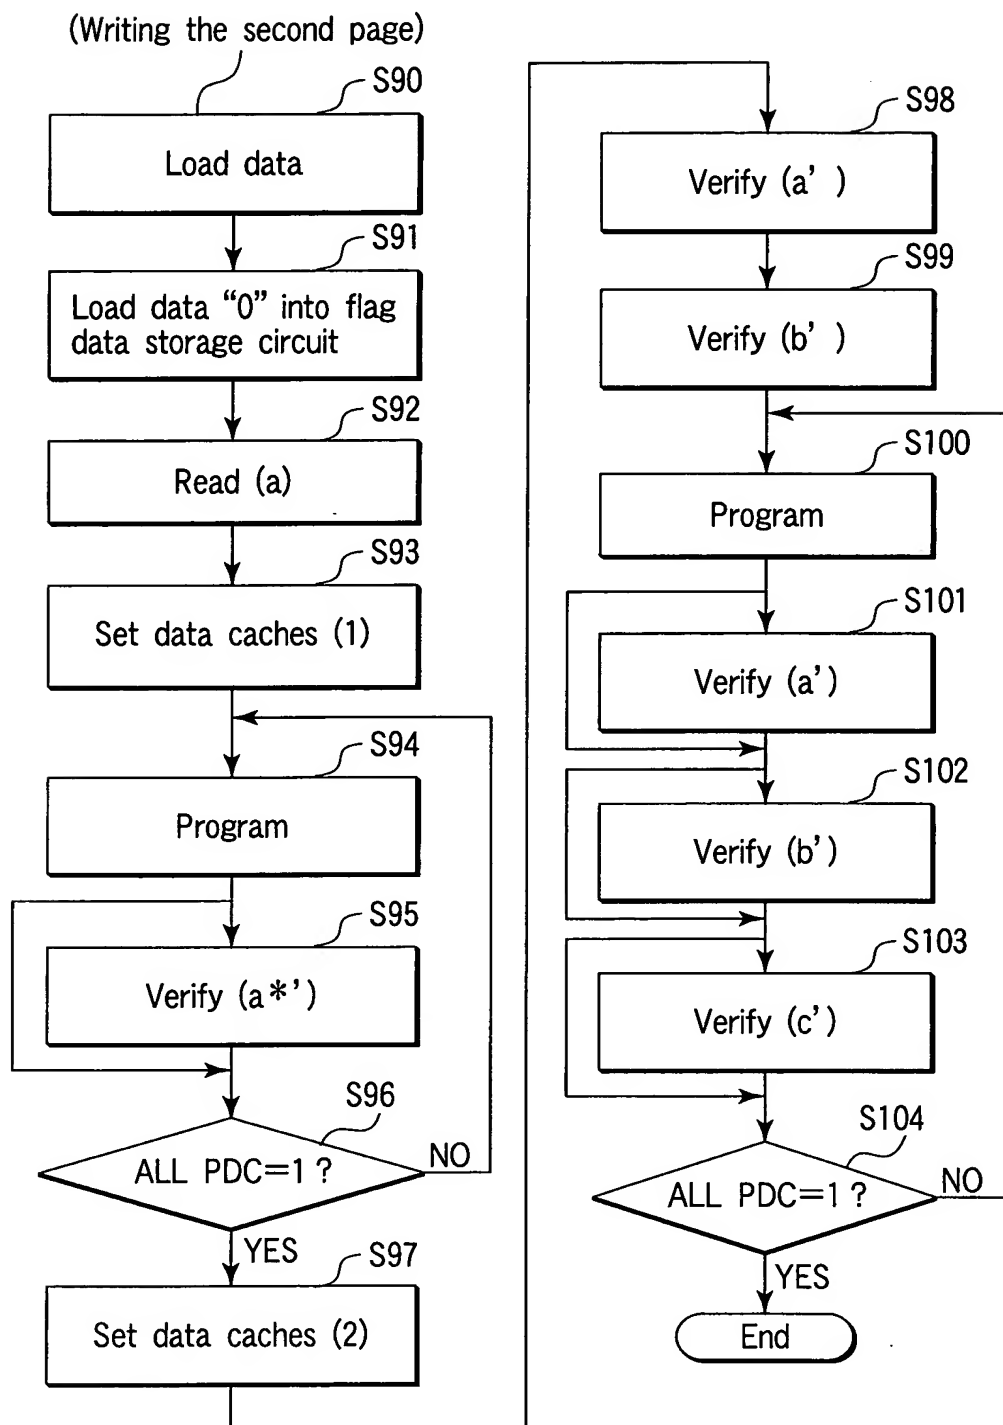 (Writing the second page)
S90
Load data
S91
Load data “0” into flag
data storage circuit
S92
Read (a)
S93
Set data caches (1)
S94
Program
S95
Verify (a*')
S96
ALL PDC=1 ?
NO
YES
S97
Set data caches (2)
S98
Verify (a' )
S99
Verify (b' )
S100
Program
S101
Verify (a')
S102
Verify (b')
S103
Verify (c')
S104
ALL PDC=1 ?
NO
YES
End